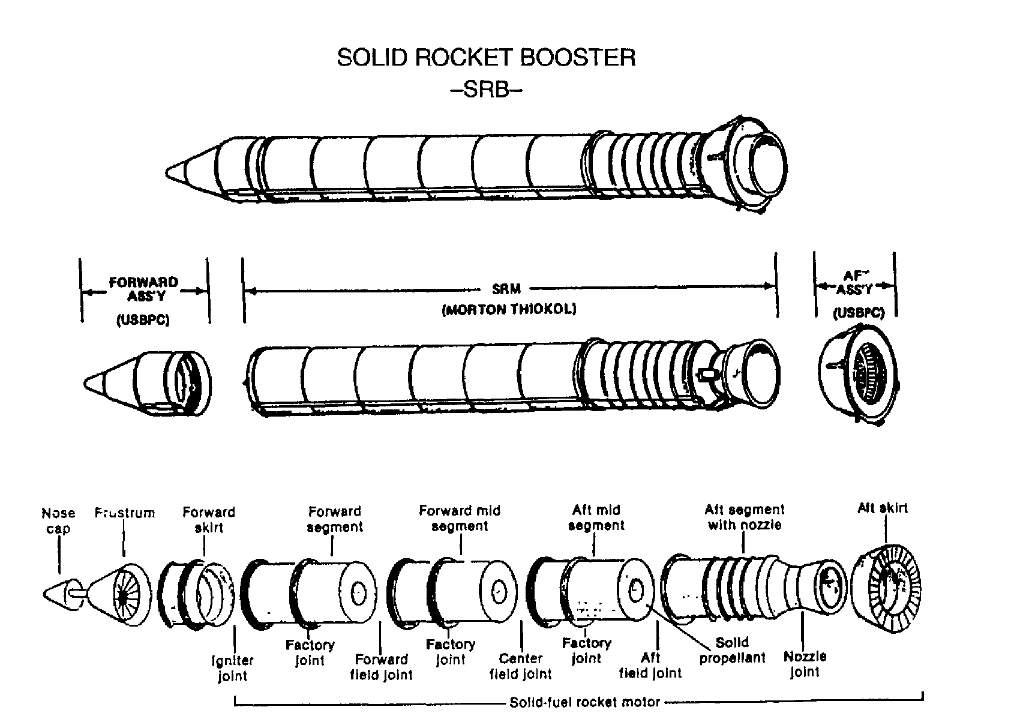 SOLID ROCKET BOOSTER
–SRB–
FORWARD
ASS'Y
(USBPC)
SRM
(MORTON THIOKOL)
AFT
ASS'Y
(USBPC)
Nose
cap
Frustrum
Forward
skirt
Forward
segment
Forward mid
segment
Aft mid
segment
Aft segment
with nozzle
Aft skirt
Igniter
joint
Factory
joint
Forward
field joint
Factory
joint
Center
field joint
Factory
joint
Aft
field joint
Solid
propellant
Nozzle
joint
Solid-fuel rocket motor